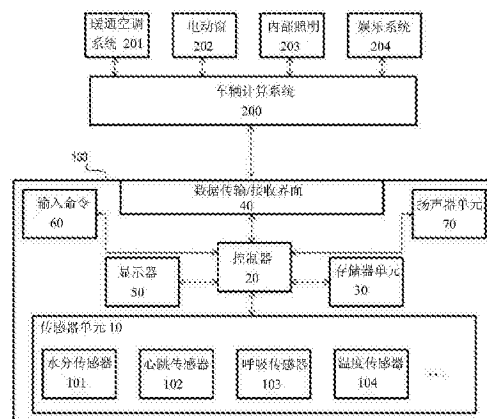 暖通空调
系统 201
电动窗
202
内部照明
203
娱乐系统
204
车辆计算系统
200
100
数据传输/接收界面
40
输入命令
60
扬声器单元
70
显示器
50
控制器
20
存储器单元
30
传感器单元 10
水分传感器
101
心跳传感器
102
呼吸传感器
103
温度传感器
104
....